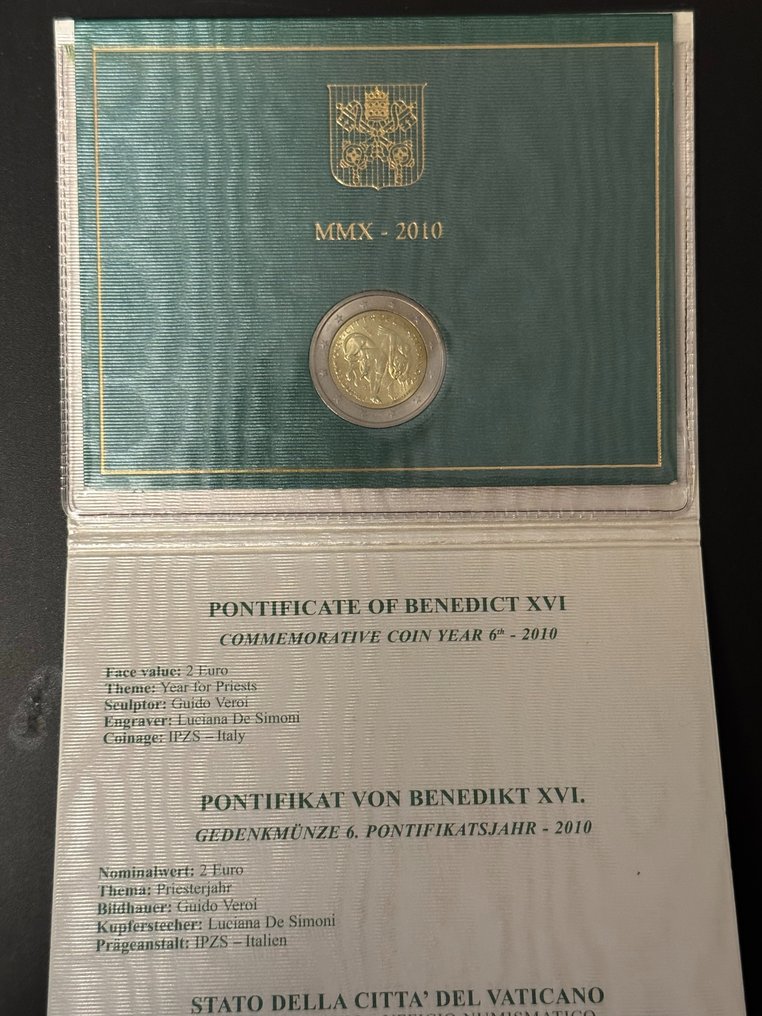 MMX - 2010
PONTIFICATE OF BENEDICT XVI
COMMEMORATIVE COIN YEAR 6th - 2010
Face value: 2 Euro
Theme: Year for Priests
Sculptor: Guido Veroi
Engraver: Luciana De Simoni
Coinage: IPZS – Italy
PONTIFIKAT VON BENEDIKT XVI.
GEDENKMÜNZE 6. PONTIFIKATSJAHR - 2010
Nominalwert: 2 Euro
Thema: Priesterjahr
Bildhauer: Guido Veroi
Kupferstecher: Luciana De Simoni
Prägeanstalt: IPZS – Italien
STATO DELLA CITTA' DEL VATICANO
UFFICIO NUMISMATICO